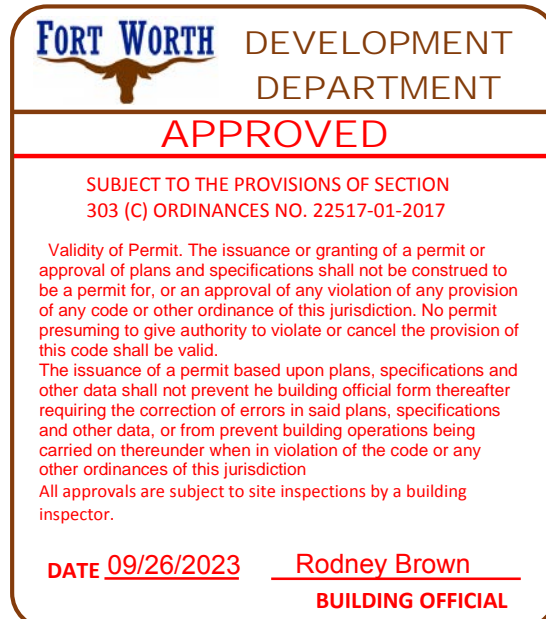 FORT WORTH
DEVELOPMENT
DEPARTMENT
APPROVED
SUBJECT TO THE PROVISIONS OF SECTION
303 (C) ORDINANCES NO. 22517-01-2017
Validity of Permit. The issuance or granting of a permit or
approval of plans and specifications shall not be construed to
be a permit for, or an approval of any violation of any provision
of any code or other ordinance of this jurisdiction. No permit
presuming to give authority to violate or cancel the provision of
this code shall be valid.
The issuance of a permit based upon plans, specifications and
other data shall not prevent he building official form thereafter
requiring the correction of errors in said plans, specifications
and other data, or from prevent building operations being
carried on thereunder when in violation of the code or any
other ordinances of this jurisdiction
All approvals are subject to site inspections by a building
inspector.
DATE 09/26/2023 Rodney Brown
BUILDING OFFICIAL